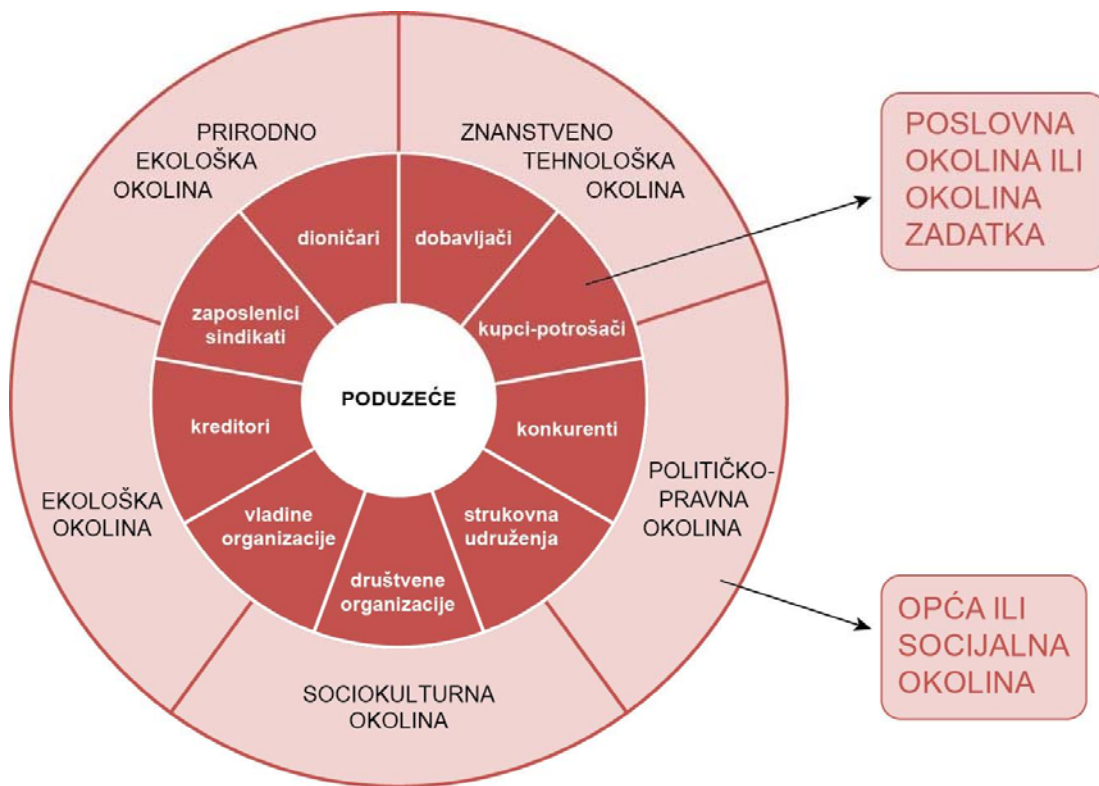 PRIRODNO
EKOLOŠKA
OKOLINA
ZNANSTVENO
TEHNOLOŠKA
OKOLINA
POSLOVNA
OKOLINA ILI
OKOLINA
ZADATKA
dioničari
dobavljači
zaposlenici
sindikati
kupci-potrošači
PODUZEĆE
kreditori
konkurenti
EKOLOŠKA
OKOLINA
POLITIČKO-
PRAVNA
OKOLINA
vladine
organizacije
strukovna
udruženja
društvene
organizacije
OPĆA ILI
SOCIJALNA
OKOLINA
SOCIOKULTURNA
OKOLINA